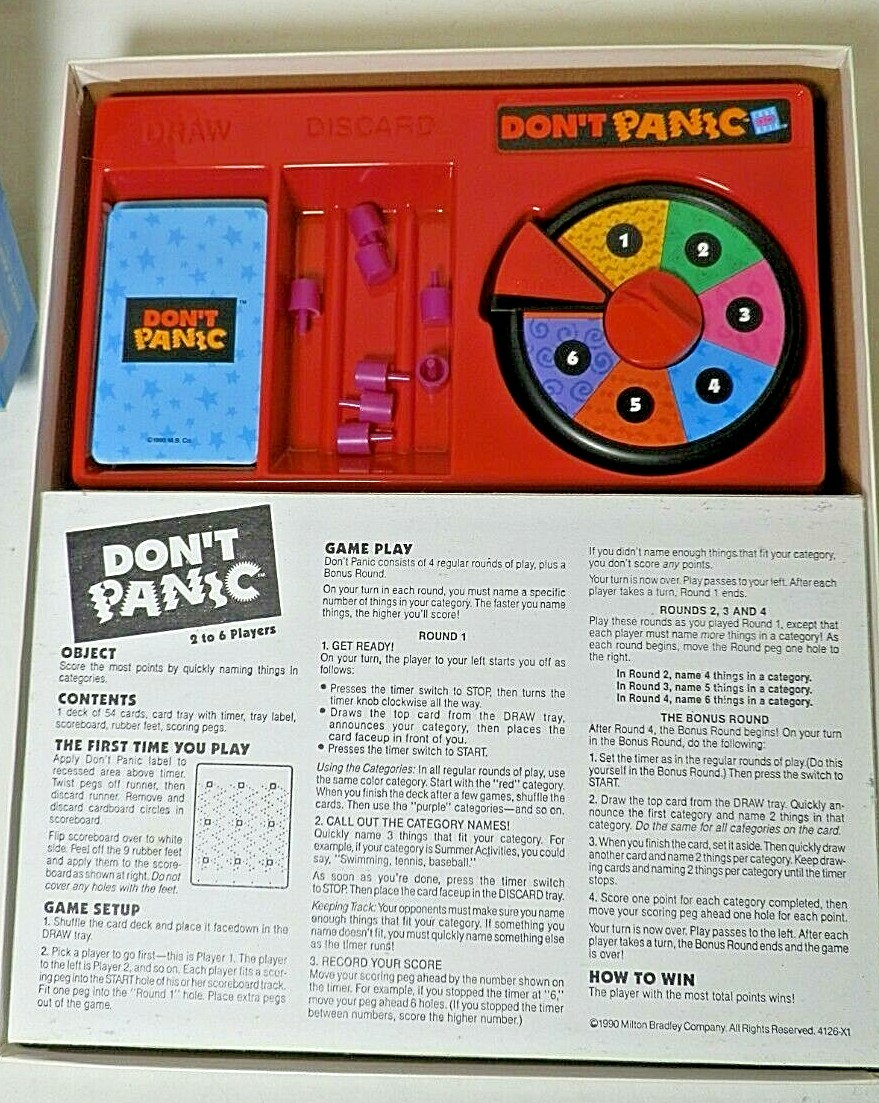 DRAW
DISCARD
DON'T PANIC
1
2
3
4
5
6
DON'T
PANIC
™
©1990 M.B. Co.
DON'T
PANIC™
2 to 6 Players
OBJECT
Score the most points by quickly naming things in
categories.
CONTENTS
1 deck of 54 cards, card tray with timer, tray label,
scoreboard, rubber feet, scoring pegs.
THE FIRST TIME YOU PLAY
Apply Don't Panic label to
recessed area above timer.
Twist pegs off runner, then
discard runner. Remove and
discard cardboard circles in
scoreboard.
Flip scoreboard over to white
side. Peel off the 9 rubber feet
and apply them to the score-
board as shown at right. Do not
cover any holes with the feet.
GAME SETUP
1. Shuffle the card deck and place it facedown in the
DRAW tray.
2. Pick a player to go first—this is Player 1. The player
to the left is Player 2, and so on. Each player fits a scor-
ing peg into the START hole of his or her scoreboard track.
Fit one peg into the "Round 1" hole. Place extra pegs
out of the game.
GAME PLAY
Don't Panic consists of 4 regular rounds of play, plus a
Bonus Round.
On your turn in each round, you must name a specific
number of things in your category. The faster you name
things, the higher you'll score!
ROUND 1
1. GET READY!
On your turn, the player to your left starts you off as
follows:
• Presses the timer switch to STOP, then turns the
timer knob clockwise all the way.
• Draws the top card from the DRAW tray,
announces your category, then places the
card faceup in front of you.
• Presses the timer switch to START.
Using the Categories: In all regular rounds of play, use
the same color category. Start with the "red" category.
When you finish the deck after a few games, shuffle the
cards. Then use the "purple" categories—and so on.
2. CALL OUT THE CATEGORY NAMES!
Quickly name 3 things that fit your category. For
example, if your category is Summer Activities, you could
say, "Swimming, tennis, baseball."
As soon as you're done, press the timer switch
to STOP. Then place the card faceup in the DISCARD tray.
Keeping Track: Your opponents must make sure you name
enough things that fit your category. If something you
name doesn't fit, you must quickly name something else
as the timer runs!
3. RECORD YOUR SCORE
Move your scoring peg ahead by the number shown on
the timer. For example, if you stopped the timer at "6,"
move your peg ahead 6 holes. (If you stopped the timer
between numbers, score the higher number.)
If you didn't name enough things that fit your category,
you don't score any points.
Your turn is now over. Play passes to your left. After each
player takes a turn, Round 1 ends.
ROUNDS 2, 3 AND 4
Play these rounds as you played Round 1, except that
each player must name more things in a category! As
each round begins, move the Round peg one hole to
the right.
In Round 2, name 4 things in a category.
In Round 3, name 5 things in a category.
In Round 4, name 6 things in a category.
THE BONUS ROUND
After Round 4, the Bonus Round begins! On your turn
in the Bonus Round, do the following:
1. Set the timer as in the regular rounds of play. (Do this
yourself in the Bonus Round.) Then press the switch to
START.
2. Draw the top card from the DRAW tray. Quickly an-
nounce the first category and name 2 things in that
category. Do the same for all categories on the card.
3. When you finish the card, set it aside. Then quickly draw
another card and name 2 things per category. Keep draw-
ing cards and naming 2 things per category until the timer
stops.
4. Score one point for each category completed, then
move your scoring peg ahead one hole for each point.
Your turn is now over. Play passes to the left. After each
player takes a turn, the Bonus Round ends and the game
is over!
HOW TO WIN
The player with the most total points wins!
©1990 Milton Bradley Company. All Rights Reserved. 4126-X1